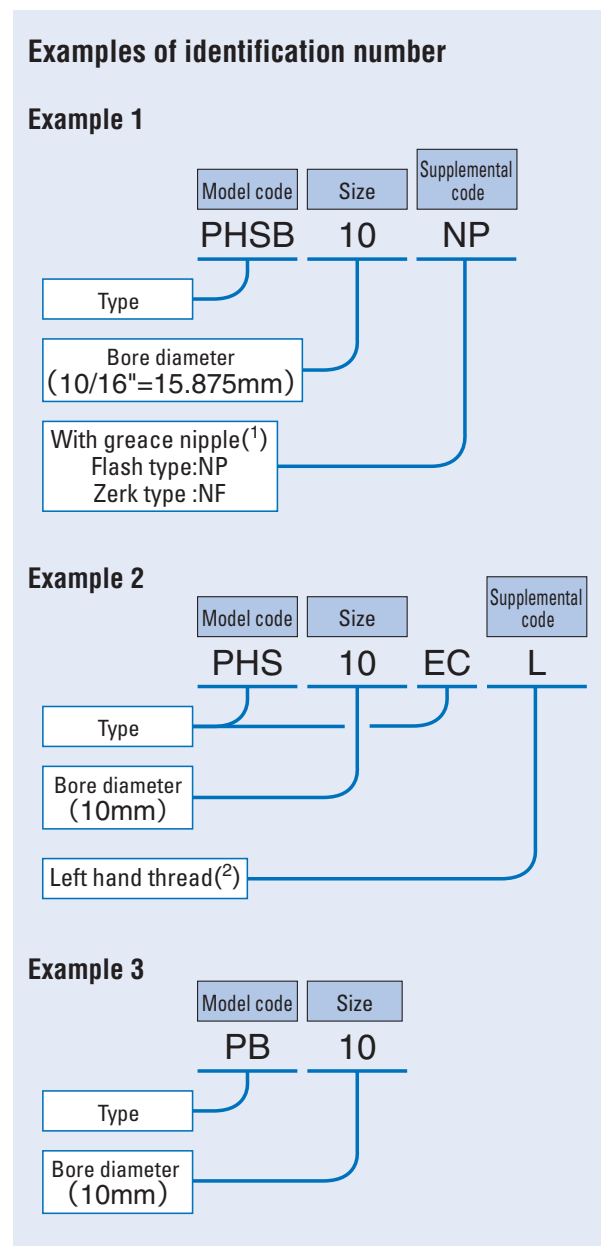 Examples of identification number
Example 1
Model code
Size
Supplemental
code
PHSB
10
NP
Type
Bore diameter
(10/16"=15.875mm)
With greace nipple(1)
Flash type:NP
Zerk type :NF
Example 2
Model code
Size
Supplemental
code
PHS
10
EC
L
Type
Bore diameter
(10mm)
Left hand thread(2)
Example 3
Model code
Size
PB
10
Type
Bore diameter
(10mm)